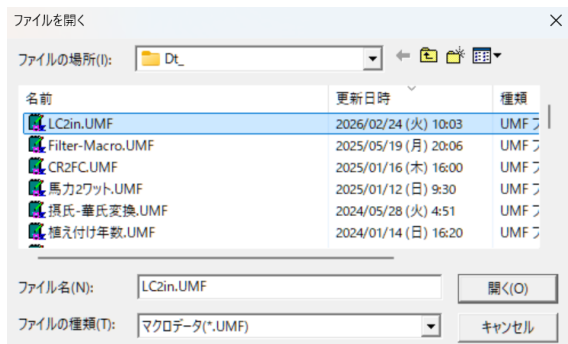 ファイルを開く
ファイルの場所(I): Dt_
名前 更新日時 種類
LC2in.UMF 2026/02/24 (火) 10:03 UMF フ
Filter-Macro.UMF 2025/05/19 (月) 20:06 UMF フ
CR2FC.UMF 2025/01/16 (木) 16:00 UMF フ
馬力2ワット.UMF 2025/01/12 (日) 9:30 UMF フ
摂氏-華氏変換.UMF 2024/05/28 (火) 4:51 UMF フ
植え付け年数.UMF 2024/01/14 (日) 16:20 UMF フ
ファイル名(N): LC2in.UMF 開く(O)
ファイルの種類(T): マクロデータ(*.UMF) キャンセル